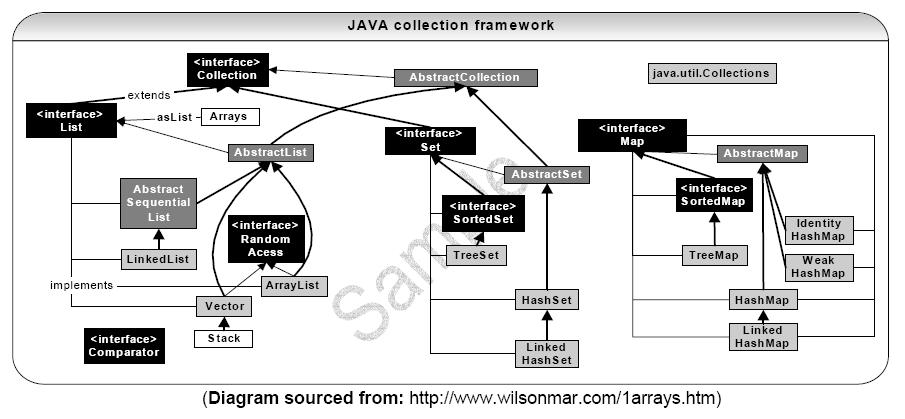 JAVA collection framework
<interface>
Collection
AbstractCollection
java.util.Collections
extends
<interface>
List
asList
Arrays
<interface>
Set
<interface>
Map
AbstractList
AbstractSet
AbstractMap
Abstract
Sequential
List
<interface>
Random
Acess
<interface>
SortedSet
<interface>
SortedMap
Identity
HashMap
LinkedList
TreeSet
TreeMap
Weak
HashMap
implements
ArrayList
Vector
HashSet
HashMap
Stack
<interface>
Comparator
Linked
HashSet
Linked
HashMap
Sample
(Diagram sourced from: http://www.wilsonmar.com/1arrays.htm)